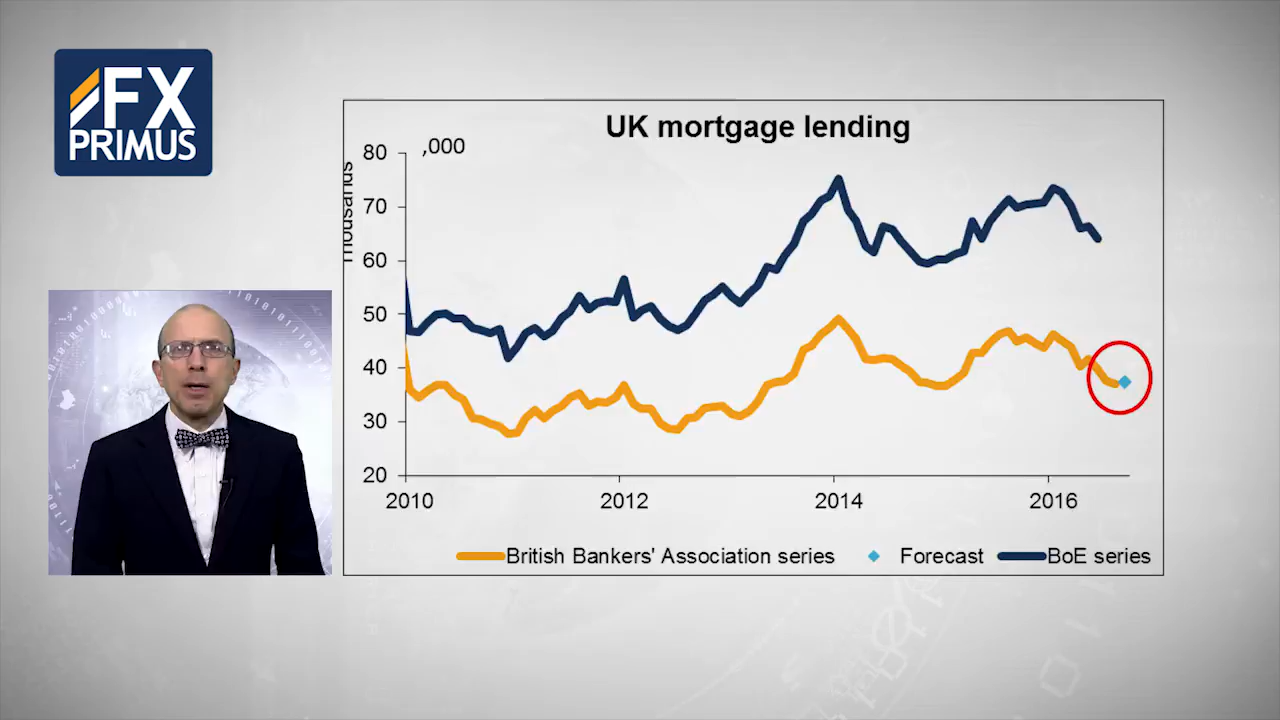 FX
PRIMUS
UK mortgage lending
,000
Thousands
80
70
60
50
40
30
20
2010
2012
2014
2016
British Bankers' Association series
Forecast
BoE series